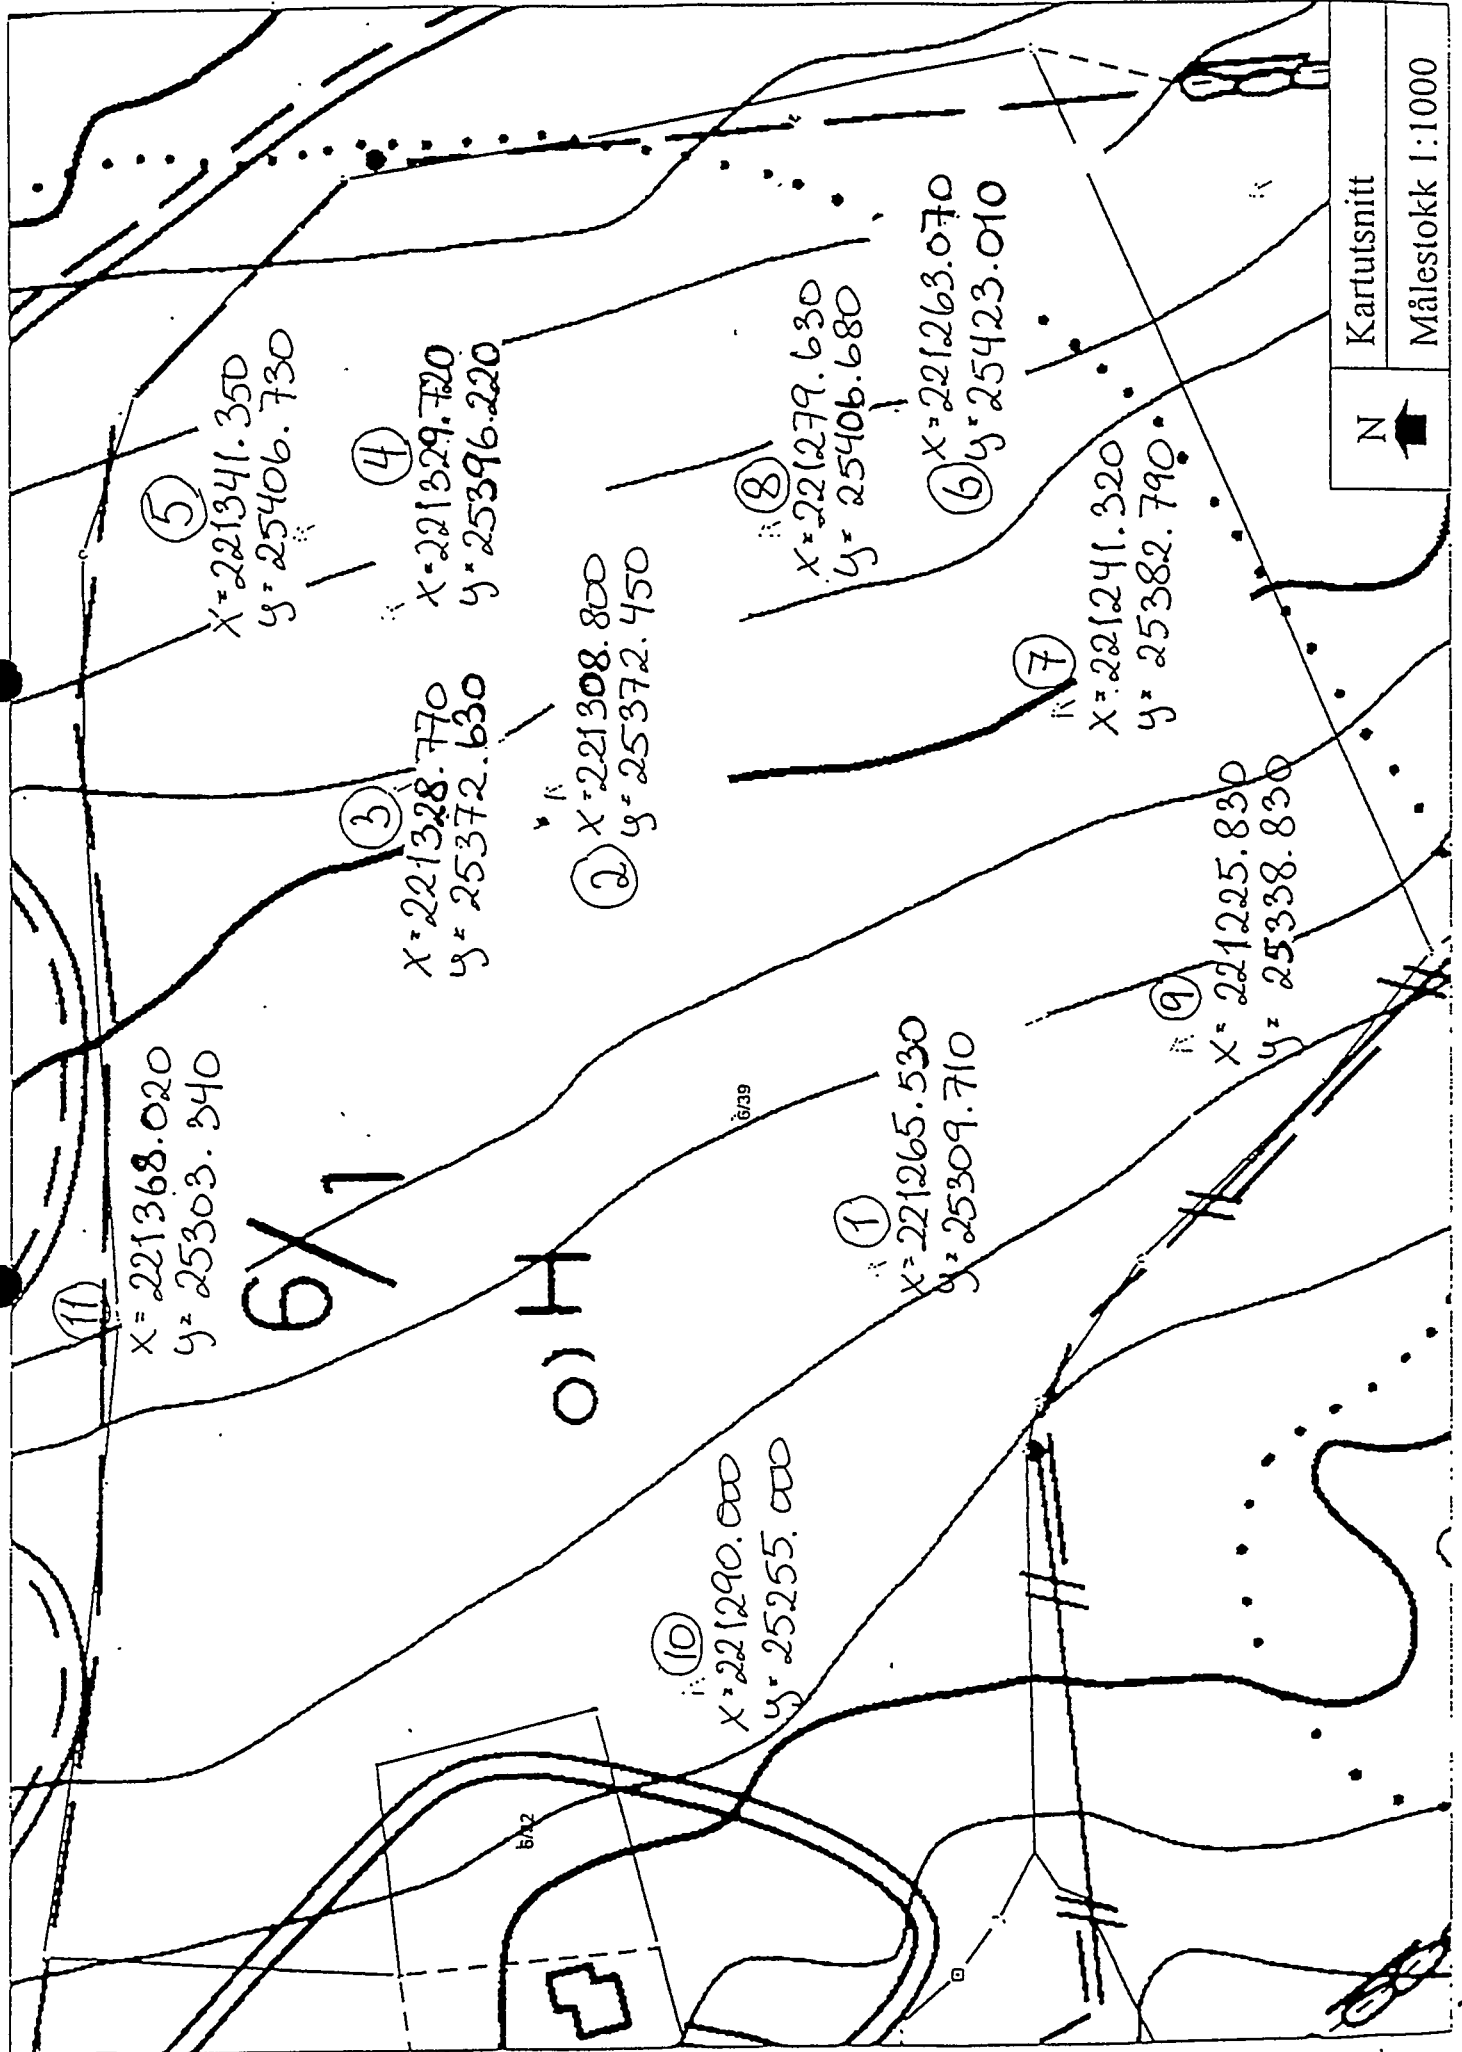 11
X = 221368.020
y = 25303.340
5
X = 221341.350
y = 25406.730
6/1
4
X = 221329.720
y = 25396.220
3
X = 221328.770
y = 25372.630
o) H
2
X = 221308.800
y = 25372.450
6/39
10
X = 221290.000
y = 25255.000
8
X = 221279.630
y = 25406.680
1
X = 221265.530
y = 25309.710
6
X = 221263.070
y = 25423.010
7
X = 221241.320
y = 25382.790
9
X = 221225.830
y = 25338.830
N
Kartutsnitt
Målestokk 1:1000